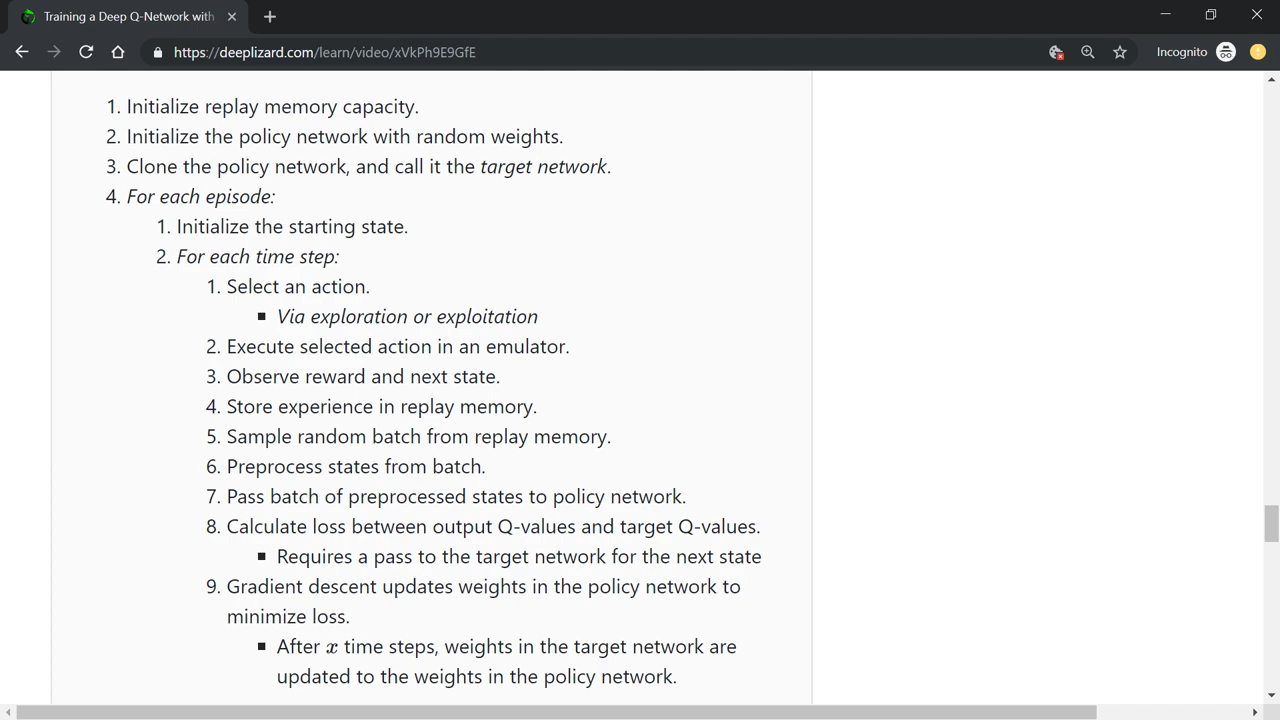 Training a Deep Q-Network with
https://deeplizard.com/learn/video/xVkPh9E9GfE
Incognito
1. Initialize replay memory capacity.
2. Initialize the policy network with random weights.
3. Clone the policy network, and call it the target network.
4. For each episode:
1. Initialize the starting state.
2. For each time step:
1. Select an action.
▪ Via exploration or exploitation
2. Execute selected action in an emulator.
3. Observe reward and next state.
4. Store experience in replay memory.
5. Sample random batch from replay memory.
6. Preprocess states from batch.
7. Pass batch of preprocessed states to policy network.
8. Calculate loss between output Q-values and target Q-values.
▪ Requires a pass to the target network for the next state
9. Gradient descent updates weights in the policy network to
minimize loss.
▪ After x time steps, weights in the target network are
updated to the weights in the policy network.